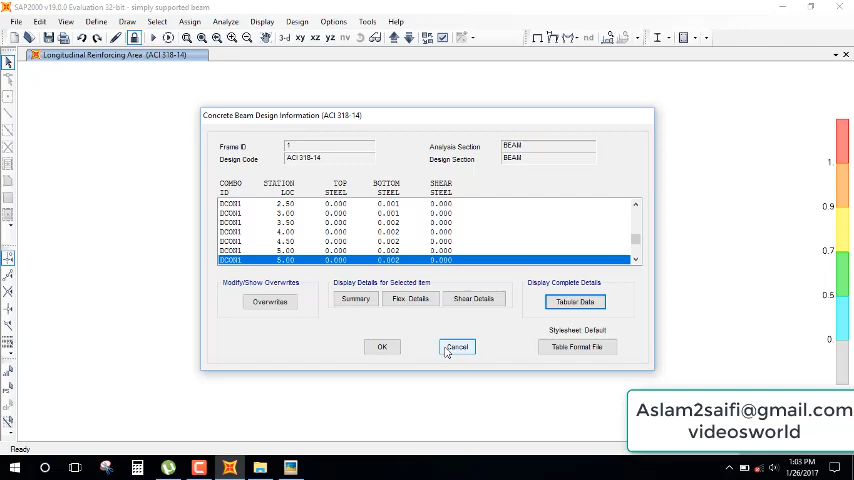 SAP2000 v19.0.0 Evaluation 32-bit - simply supported beam
File Edit View Define Draw Select Assign Analyze Display Design Options Tools Help
3-d xy xz yz nv nd
Longitudinal Reinforcing Area (ACI 318-14)
Concrete Beam Design Information (ACI 318-14)
Frame ID 1 Analysis Section BEAM
Design Code ACI 318-14 Design Section BEAM
COMBO STATION TOP BOTTOM SHEAR
ID LOC STEEL STEEL STEEL
DCON1 2.50 0.000 0.001 0.000
DCON1 3.00 0.000 0.001 0.000
DCON1 3.50 0.000 0.002 0.000
DCON1 4.00 0.000 0.002 0.000
DCON1 4.50 0.000 0.002 0.000
DCON1 5.00 0.000 0.002 0.000
DCON1 5.00 0.000 0.002 0.000
Modify/Show Overwrites Display Details for Selected Item Display Complete Details
Overwrites Summary Flex. Details Shear Details Tabular Data
Stylesheet: Default
OK Cancel Table Format File
1.
0.9
0.7
0.5
0.
Aslam2saifi@gmail.com
videosworld
Ready
1:03 PM
1/26/2017